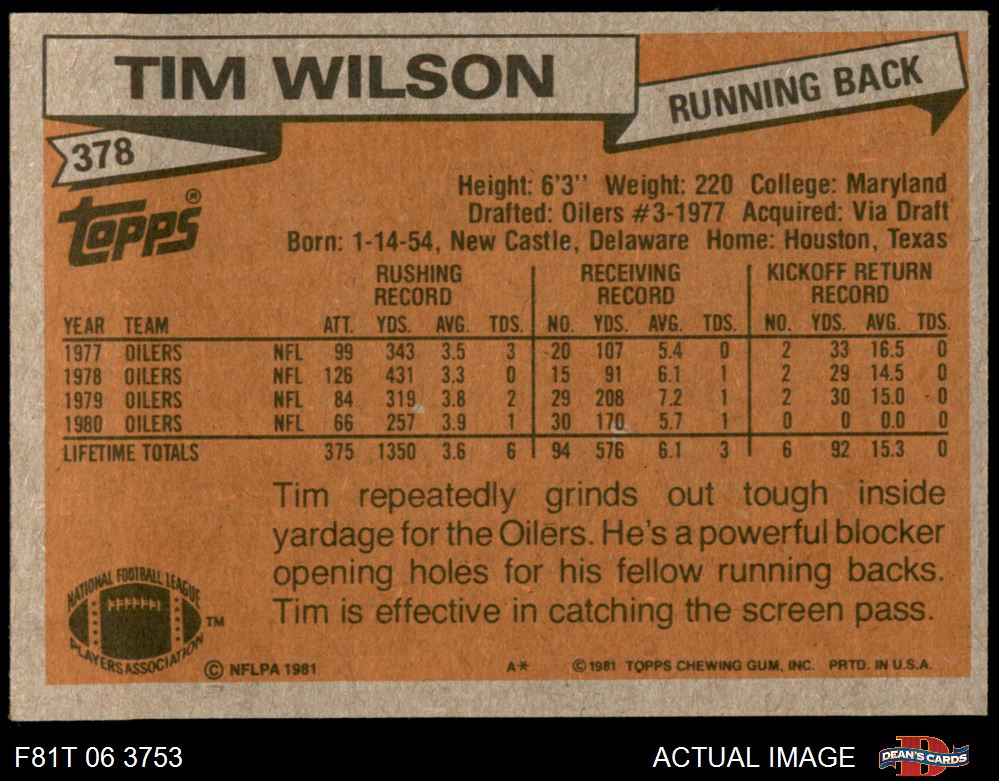 TIM WILSON
RUNNING BACK
378
TOPPS®
Height: 6'3'' Weight: 220 College: Maryland
Drafted: Oilers #3-1977 Acquired: Via Draft
Born: 1-14-54, New Castle, Delaware Home: Houston, Texas
RUSHING RECORD RECEIVING RECORD KICKOFF RETURN RECORD
YEAR TEAM ATT. YDS. AVG. TDS. NO. YDS. AVG. TDS. NO. YDS. AVG. TDS.
1977 OILERS NFL 99 343 3.5 3 20 107 5.4 0 2 33 16.5 0
1978 OILERS NFL 126 431 3.3 0 15 91 6.1 1 2 29 14.5 0
1979 OILERS NFL 84 319 3.8 2 29 208 7.2 1 2 30 15.0 0
1980 OILERS NFL 66 257 3.9 1 30 170 5.7 1 0 0 0.0 0
LIFETIME TOTALS 375 1350 3.6 6 94 576 6.1 3 6 92 15.3 0
Tim repeatedly grinds out tough inside
yardage for the Oilers. He's a powerful blocker
opening holes for his fellow running backs.
Tim is effective in catching the screen pass.
NATIONAL FOOTBALL LEAGUE
PLAYERS ASSOCIATION
TM
© NFLPA 1981 A* © 1981 TOPPS CHEWING GUM, INC. PRTD. IN U.S.A.
F81T 06 3753 ACTUAL IMAGE DEAN'S CARDS